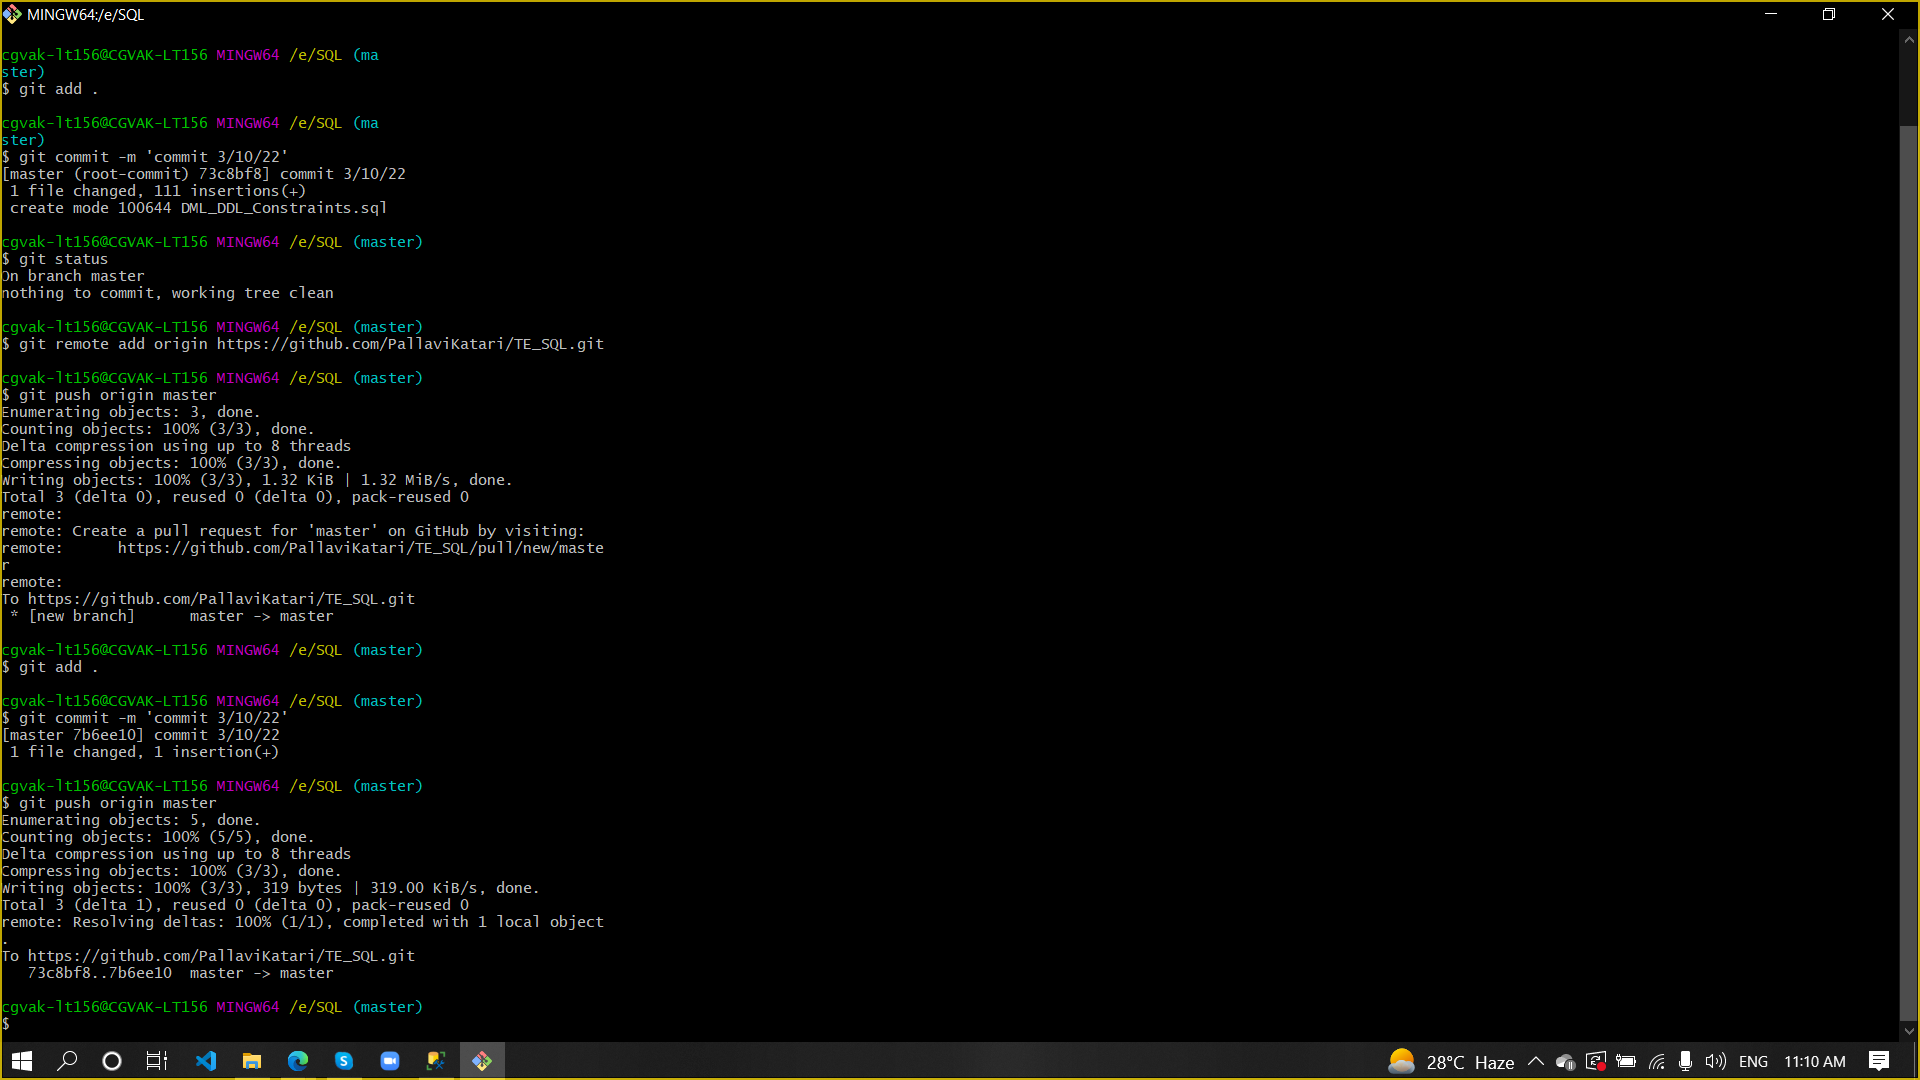 MINGW64:/e/SQL
cgvak-lt156@CGVAK-LT156 MINGW64 /e/SQL (ma
ster)
$ git add .
cgvak-lt156@CGVAK-LT156 MINGW64 /e/SQL (ma
ster)
$ git commit -m 'commit 3/10/22'
[master (root-commit) 73c8bf8] commit 3/10/22
1 file changed, 111 insertions(+)
create mode 100644 DML_DDL_Constraints.sql
cgvak-lt156@CGVAK-LT156 MINGW64 /e/SQL (master)
$ git status
On branch master
nothing to commit, working tree clean
cgvak-lt156@CGVAK-LT156 MINGW64 /e/SQL (master)
$ git remote add origin https://github.com/PallaviKatari/TE_SQL.git
cgvak-lt156@CGVAK-LT156 MINGW64 /e/SQL (master)
$ git push origin master
Enumerating objects: 3, done.
Counting objects: 100% (3/3), done.
Delta compression using up to 8 threads
Compressing objects: 100% (3/3), done.
Writing objects: 100% (3/3), 1.32 KiB | 1.32 MiB/s, done.
Total 3 (delta 0), reused 0 (delta 0), pack-reused 0
remote:
remote: Create a pull request for 'master' on GitHub by visiting:
remote:      https://github.com/PallaviKatari/TE_SQL/pull/new/maste
r
remote:
To https://github.com/PallaviKatari/TE_SQL.git
* [new branch]      master -> master
cgvak-lt156@CGVAK-LT156 MINGW64 /e/SQL (master)
$ git add .
cgvak-lt156@CGVAK-LT156 MINGW64 /e/SQL (master)
$ git commit -m 'commit 3/10/22'
[master 7b6ee10] commit 3/10/22
1 file changed, 1 insertion(+)
cgvak-lt156@CGVAK-LT156 MINGW64 /e/SQL (master)
$ git push origin master
Enumerating objects: 5, done.
Counting objects: 100% (5/5), done.
Delta compression using up to 8 threads
Compressing objects: 100% (3/3), done.
Writing objects: 100% (3/3), 319 bytes | 319.00 KiB/s, done.
Total 3 (delta 1), reused 0 (delta 0), pack-reused 0
remote: Resolving deltas: 100% (1/1), completed with 1 local object
.
To https://github.com/PallaviKatari/TE_SQL.git
73c8bf8..7b6ee10  master -> master
cgvak-lt156@CGVAK-LT156 MINGW64 /e/SQL (master)
$
28°C Haze ENG 11:10 AM